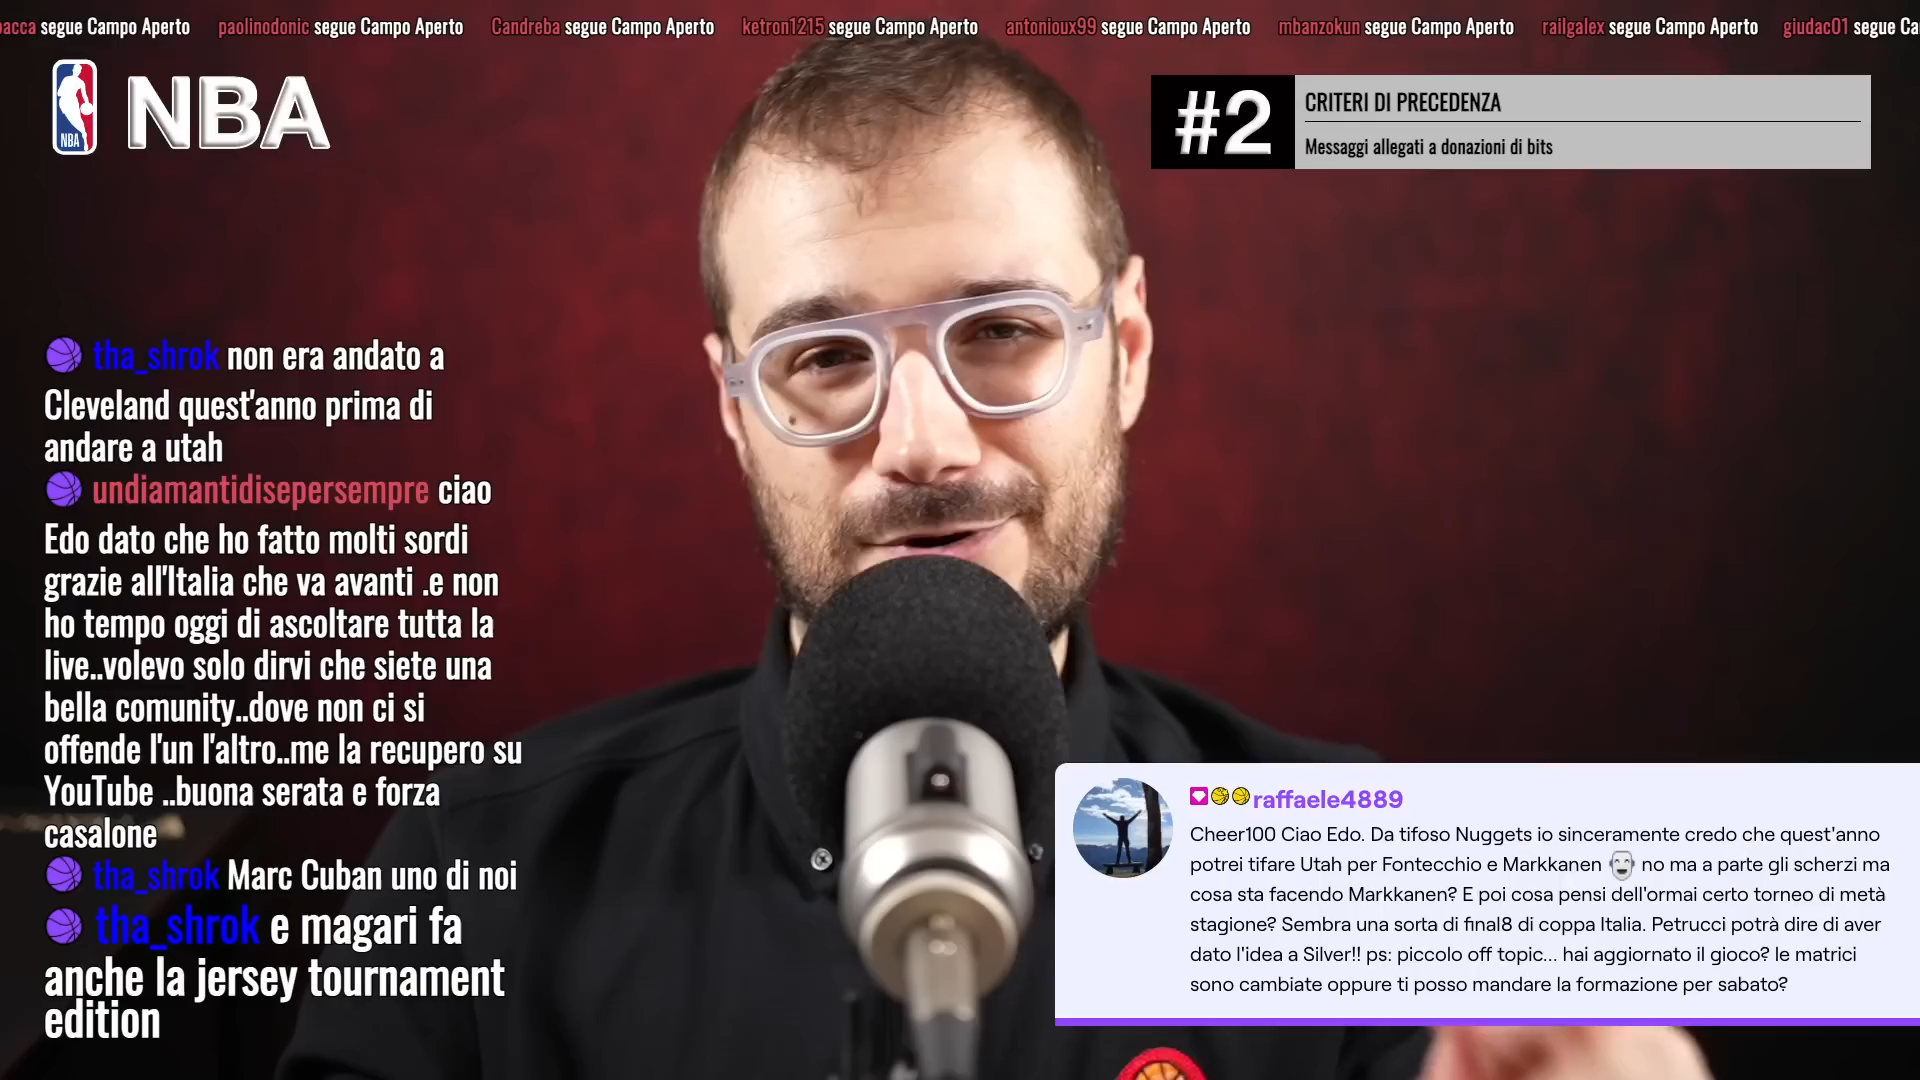 segue Campo Aperto paolinodonic segue Campo Aperto Candreba segue Campo Aperto ketron1215 segue Campo Aperto antonioux99 segue Campo Aperto mbanzokun segue Campo Aperto railgalex segue Campo Aperto giudac01 segue
NBA
NBA
#2
CRITERI DI PRECEDENZA
Messaggi allegati a donazioni di bits
tha_shrok non era andato a
Cleveland quest'anno prima di
andare a utah
undiamantidisepersempre ciao
Edo dato che ho fatto molti sordi
grazie all'Italia che va avanti .e non
ho tempo oggi di ascoltare tutta la
live..volevo solo dirvi che siete una
bella comunity..dove non ci si
offende l'un l'altro..me la recupero su
YouTube ..buona serata e forza
casalone
tha_shrok Marc Cuban uno di noi
tha_shrok e magari fa
anche la jersey tournament
edition
raffaele4889
Cheer100 Ciao Edo. Da tifoso Nuggets io sinceramente credo che quest'anno
potrei tifare Utah per Fontecchio e Markkanen no ma a parte gli scherzi ma
cosa sta facendo Markkanen? E poi cosa pensi dell'ormai certo torneo di metà
stagione? Sembra una sorta di final8 di coppa Italia. Petrucci potrà dire di aver
dato l'idea a Silver!! ps: piccolo off topic... hai aggiornato il gioco? le matrici
sono cambiate oppure ti posso mandare la formazione per sabato?